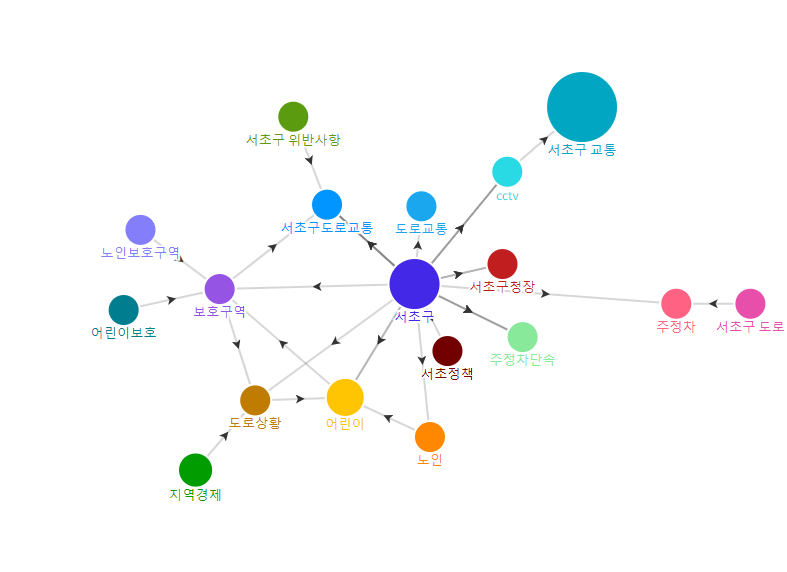 서초구 위반사항
서초구 교통
cctv
서초구도로교통
도로교통
노인보호구역
서초구청장
보호구역
서초구
어린이보호
주정차
서초구 도로
주정차단속
서초정책
도로상황
어린이
노인
지역경제